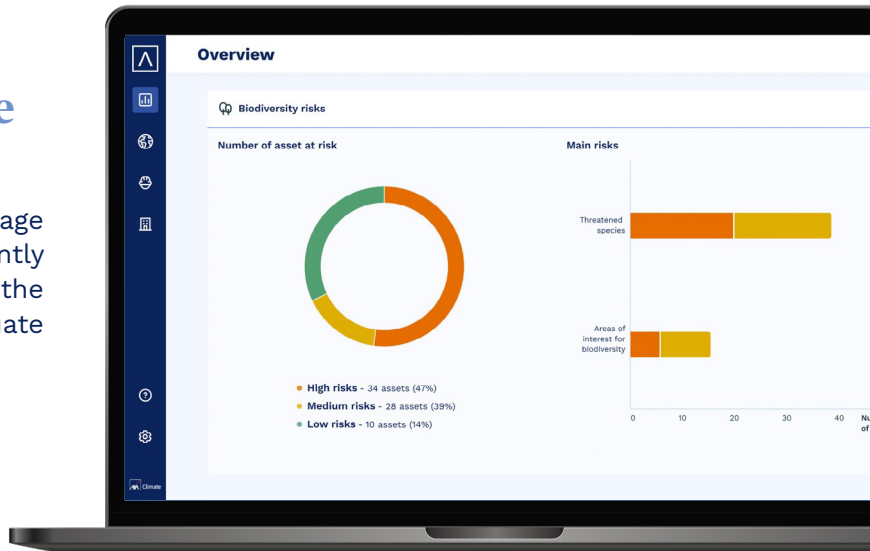 e
age
ntly
the
ate
Overview
Biodiversity risks
Number of asset at risk
High risks - 34 assets (47%)
Medium risks - 28 assets (39%)
Low risks - 10 assets (14%)
Main risks
Threatened
species
Areas of
interest for
biodiversity
0 10 20 30 40
Nu
of
AXA Climate